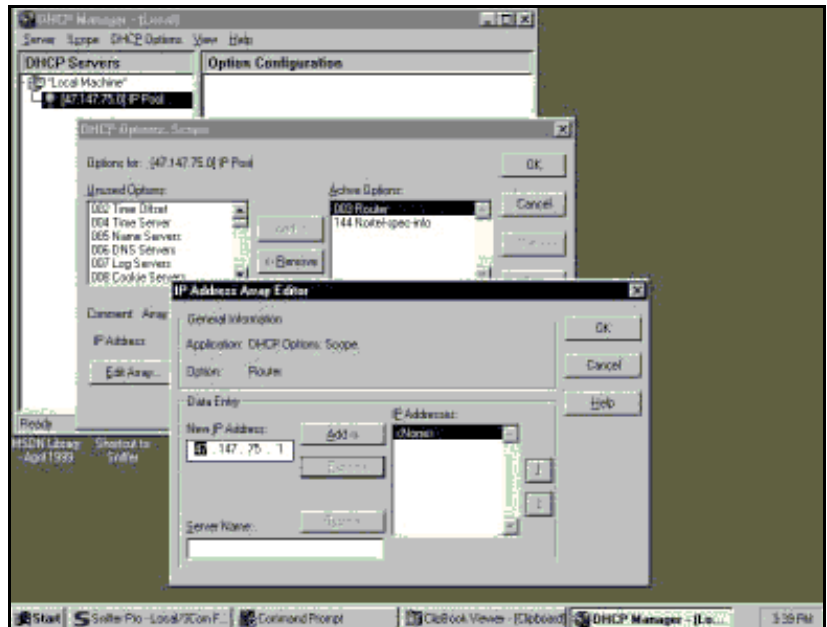 DHCP Manager - (Local)
Server Scope DHCP Options View Help
DHCP Servers
Option Configuration
"Local Machine"
[47.147.75.0] IP Pool
DHCP Options: Scope
Options for: [47.147.75.0] IP Pool
OK
Unused Options:
Active Options:
002 Time Offset
004 Time Server
005 Name Servers
006 DNS Servers
007 Log Servers
008 Cookie Servers
Add ->
<- Remove
003 Router
144 Nortel-spec-info
Cancel
Comment: Array
IP Address
Edit Array...
Ready
IP Address Array Editor
General Information
Application: DHCP Options: Scope
Option: Router
OK
Cancel
Help
Data Entry
New IP Address:
47 . 147 . 75 . 1
Add ->
IP Addresses:
<None>
Server Name:
MSDN Library - April 1999
Shortcut to Sniffer
Start
Sniffer Pro - Local/3Com F...
Command Prompt
ClipBook Viewer - [Clipboard]
DHCP Manager - (Lo...
5:39 PM